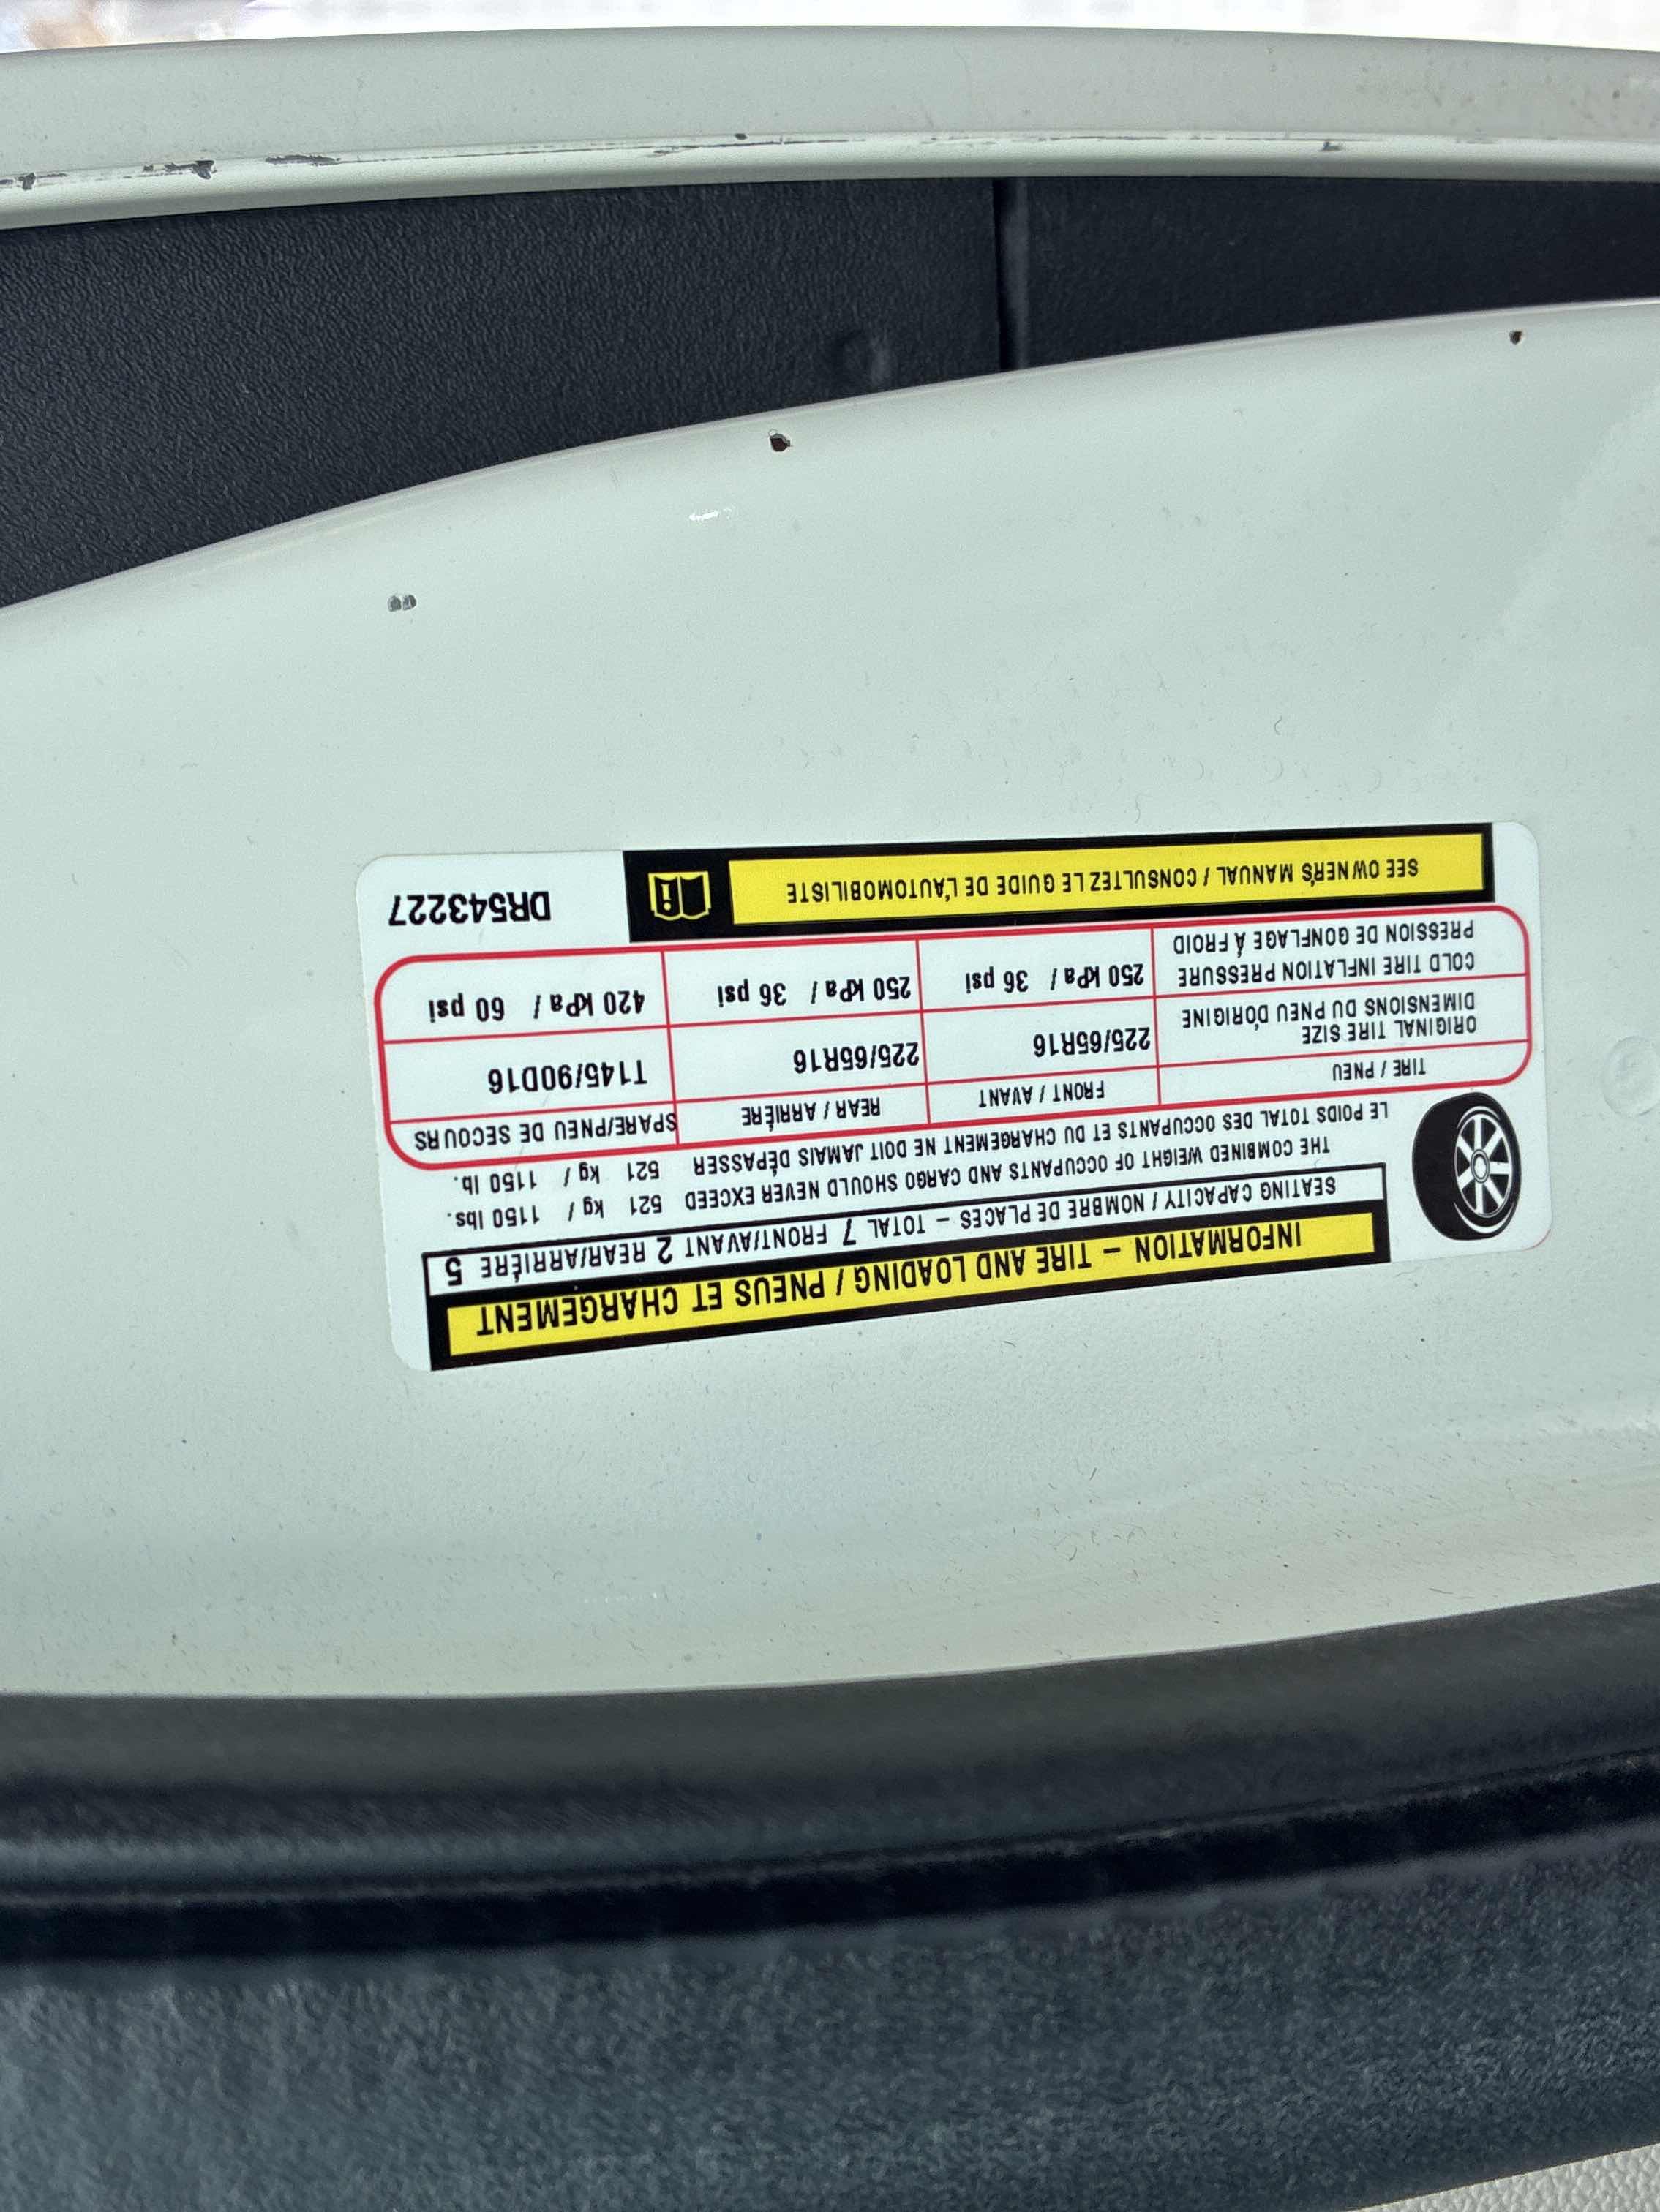 INFORMATION – TIRE AND LOADING / PNEUS ET CHARGEMENT
SEATING CAPACITY / NOMBRE DE PLACES – TOTAL 7 FRONT/AVANT 2 REAR/ARRIÉRE 5
THE COMBINED WEIGHT OF OCCUPANTS AND CARGO SHOULD NEVER EXCEED 521 kg / 1150 lbs.
LE POIDS TOTAL DES OCCUPANTS ET DU CHARGEMENT NE DOIT JAMAIS DÉPASSER 521 kg / 1150 lb.
TIRE / PNEU FRONT / AVANT REAR / ARRIÉRE SPARE/PNEU DE SECOURS
ORIGINAL TIRE SIZE
DIMENSIONS DU PNEU D'ORIGINE 225/65R16 225/65R16 T145/90D16
COLD TIRE INFLATION PRESSURE
PRESSION DE GONFLAGE Á FROID 250 kPa / 36 psi 250 kPa / 36 psi 420 kPa / 60 psi
SEE OWNER'S MANUAL / CONSULTEZ LE GUIDE DE L'AUTOMOBILISTE
DR543227